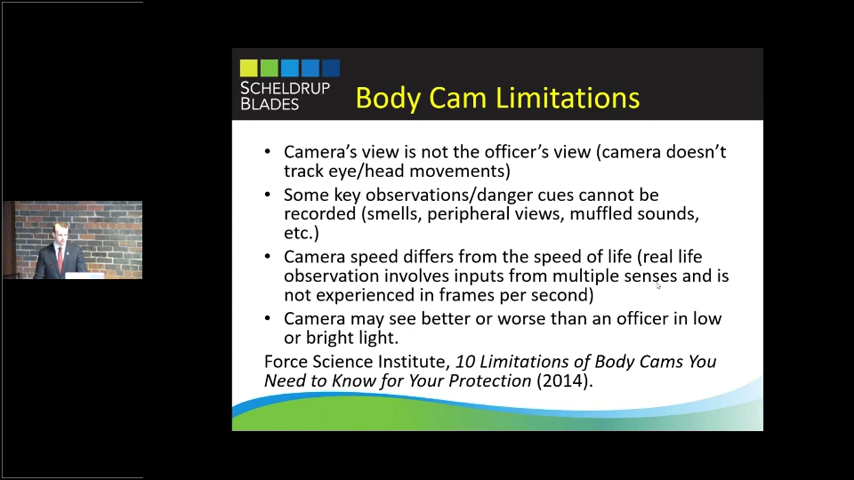 SCHELDRUP
BLADES
Body Cam Limitations
• Camera's view is not the officer's view (camera doesn't
track eye/head movements)
• Some key observations/danger cues cannot be
recorded (smells, peripheral views, muffled sounds,
etc.)
• Camera speed differs from the speed of life (real life
observation involves inputs from multiple senses and is
not experienced in frames per second)
• Camera may see better or worse than an officer in low
or bright light.
Force Science Institute, 10 Limitations of Body Cams You
Need to Know for Your Protection (2014).